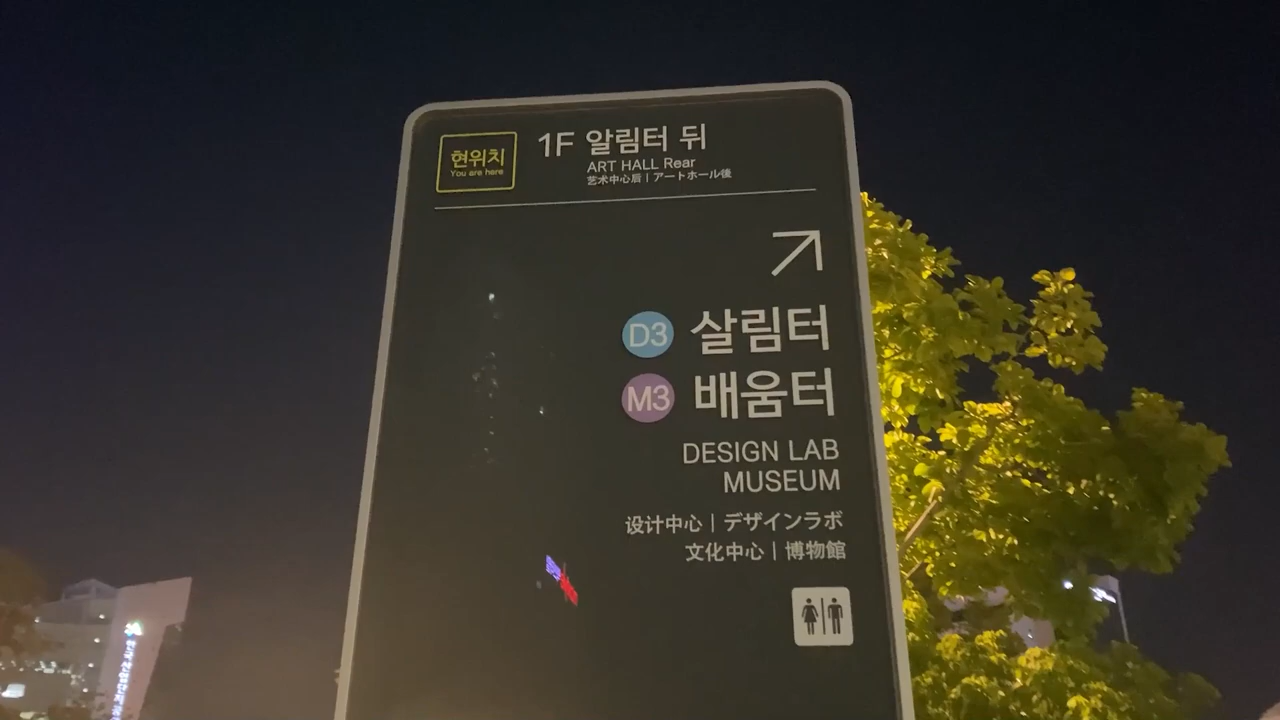 현위치
You are here
1F 알림터 뒤
ART HALL Rear
艺术中心后 | アートホール後
D3 살림터
M3 배움터
DESIGN LAB
MUSEUM
设计中心 | デザインラボ
文化中心 | 博物館